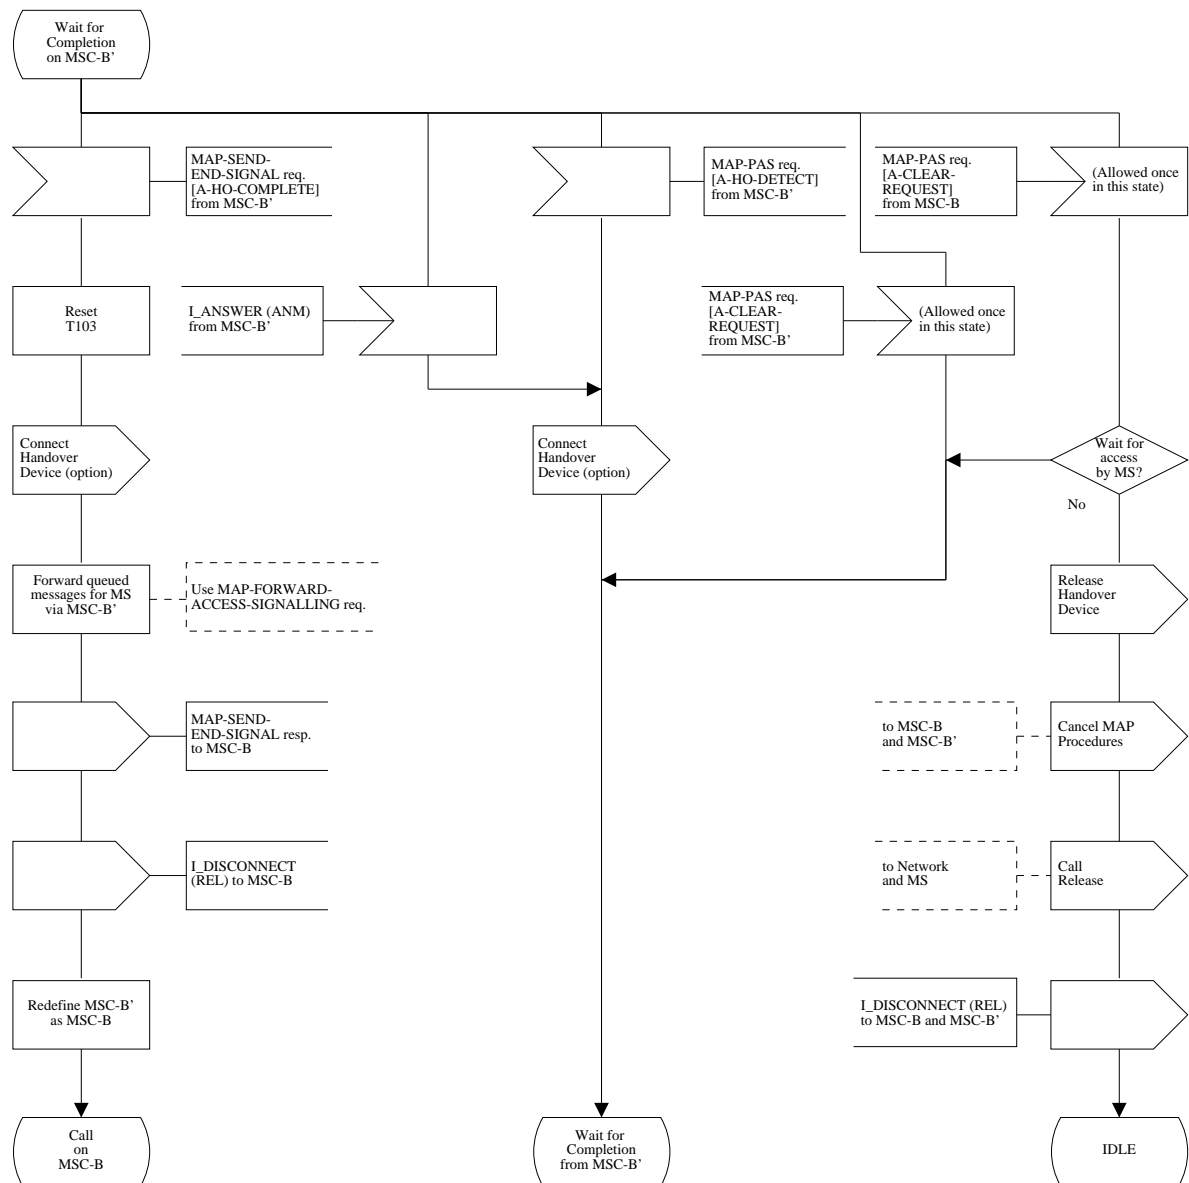 Wait for
Completion
on MSC-B’
MAP-SEND-
END-SIGNAL req.
[A-HO-COMPLETE]
from MSC-B’
MAP-PAS req.
[A-HO-DETECT]
from MSC-B’
MAP-PAS req.
[A-CLEAR-
REQUEST]
from MSC-B
(Allowed once
in this state)
Reset
T103
I_ANSWER (ANM)
from MSC-B’
MAP-PAS req.
[A-CLEAR-
REQUEST]
from MSC-B’
(Allowed once
in this state)
Connect
Handover
Device (option)
Connect
Handover
Device (option)
Wait for
access
by MS?
No
Forward queued
messages for MS
via MSC-B’
Use MAP-FORWARD-
ACCESS-SIGNALLING req.
Release
Handover
Device
MAP-SEND-
END-SIGNAL resp.
to MSC-B
to MSC-B
and MSC-B’
Cancel MAP
Procedures
I_DISCONNECT
(REL) to MSC-B
to Network
and MS
Call
Release
Redefine MSC-B’
as MSC-B
I_DISCONNECT (REL)
to MSC-B and MSC-B’
Call
on
MSC-B
Wait for
Completion
from MSC-B’
IDLE